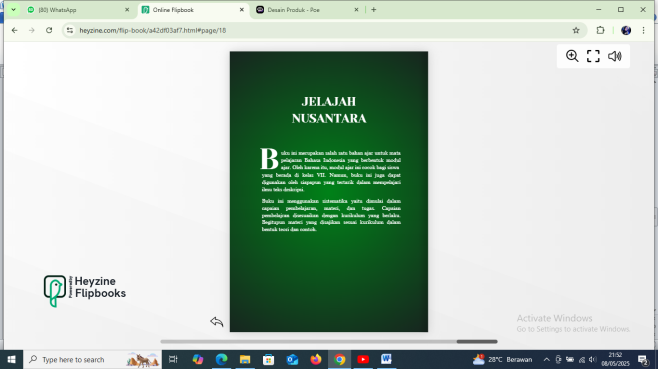 (80) WhatsApp
Online Flipbook
Desain Produk - Poe
heyzine.com/flip-book/a42df03af7.html#page/18
JELAJAH
NUSANTARA
Buku ini merupakan salah satu bahan ajar untuk mata
pelajaran Bahasa Indonesia yang berbentuk modul
ajar. Oleh karena itu, modul ajar ini cocok bagi siswa
yang berada di kelas VII. Namun, buku ini juga dapat
digunakan oleh siapapun yang tertarik dalam mempelajari
ilmu teks deskripsi.
Buku ini menggunakan sistematika yaitu dimulai dalam
capaian pembelajaran, materi, dan tugas. Capaian
pembelajran disesuaikan dengan kurikulum yang berlaku.
Begitupun materi yang disajikan sesuai kurikulum dalam
bentuk teori dan contoh.
Powered by
Heyzine
Flipbooks
Activate Windows
Go to Settings to activate Windows.
Type here to search
28°C Berawan
21:52
08/05/2025